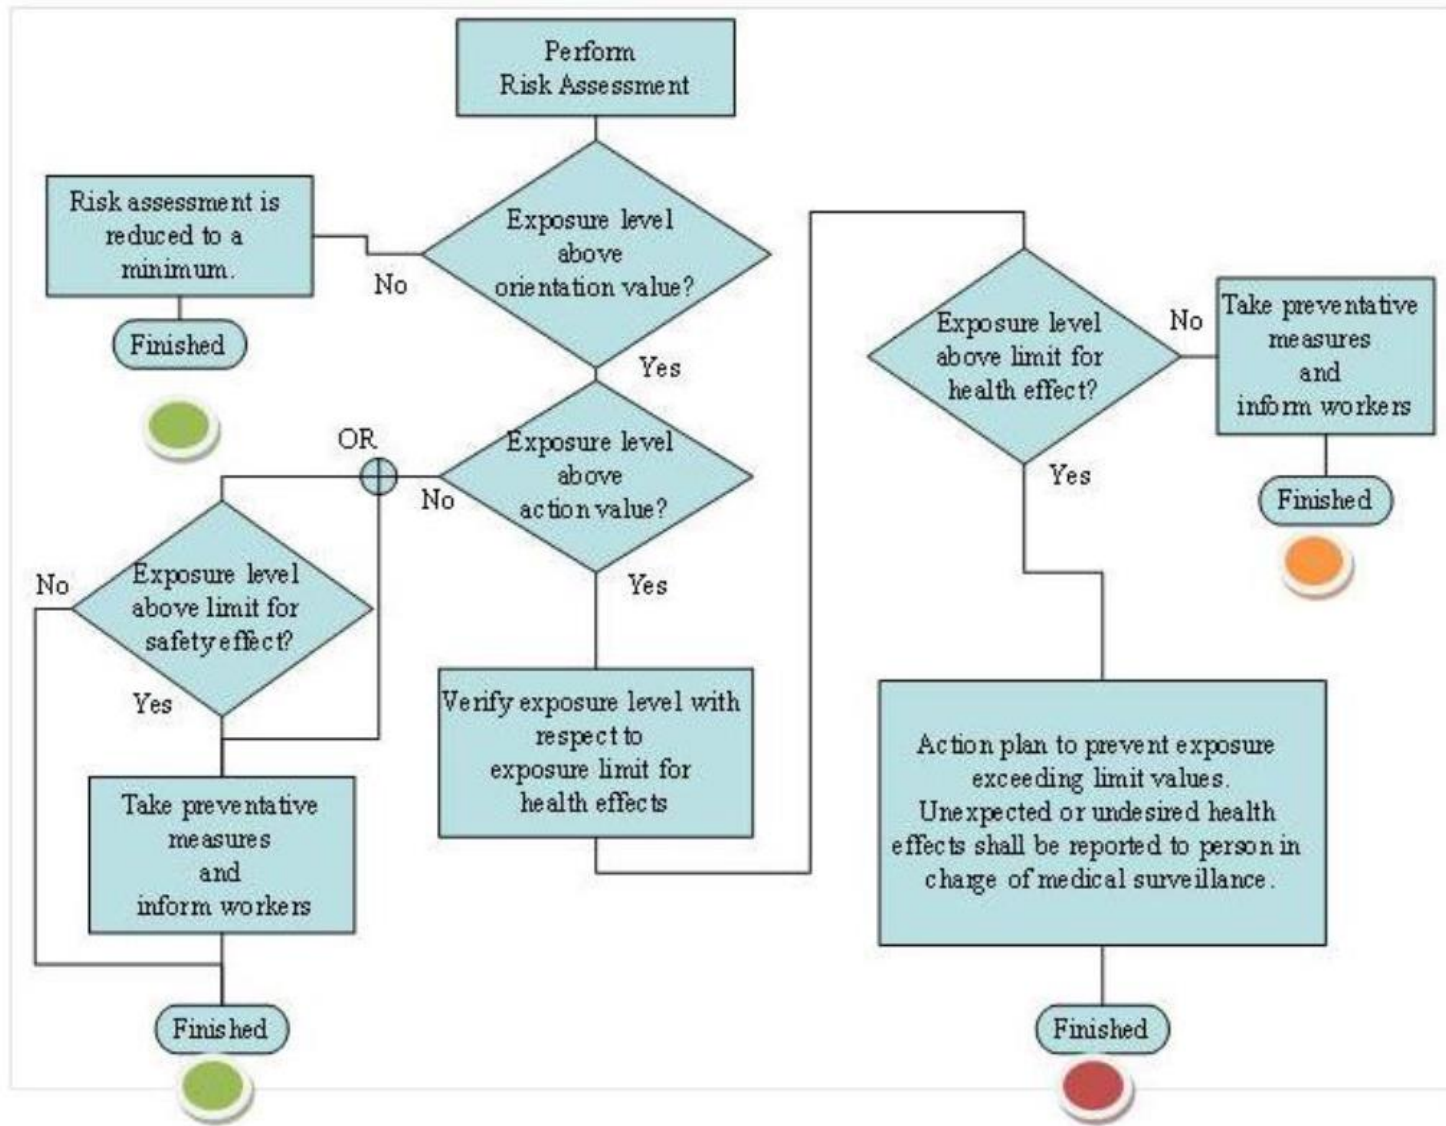 Perform
Risk Assessment
Exposure level
above
orientation value?
No
Risk assessment is
reduced to a
minimum.
Finished
Yes
Exposure level
above
action value?
No
OR
Exposure level
above limit for
safety effect?
No
Yes
Take preventative
measures
and
inform workers
Finished
Yes
Verify exposure level with
respect to
exposure limit for
health effects
Exposure level
above limit for
health effect?
No
Take preventative
measures
and
inform workers
Finished
Yes
Action plan to prevent exposure
exceeding limit values.
Unexpected or undesired health
effects shall be reported to person in
charge of medical surveillance.
Finished